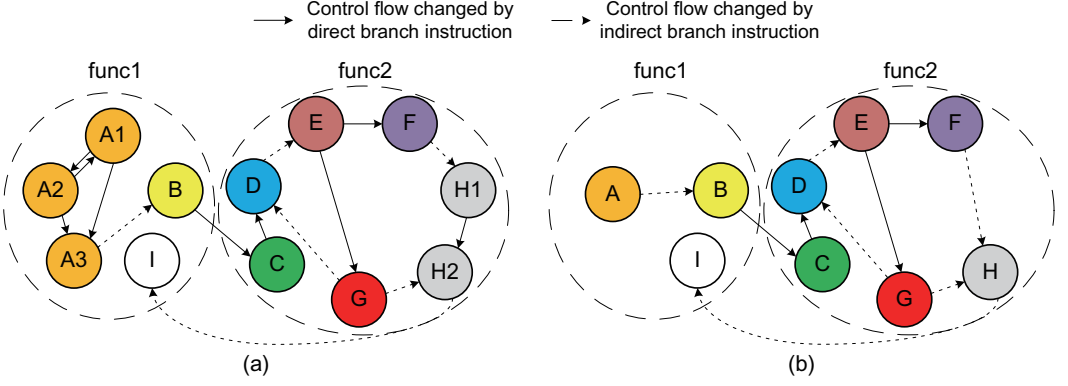 Control flow changed by
direct branch instruction
Control flow changed by
indirect branch instruction
func1
func2
A1
A2
A3
B
I
C
D
E
F
G
H1
H2
(a)
func1
func2
A
B
I
C
D
E
F
G
H
(b)